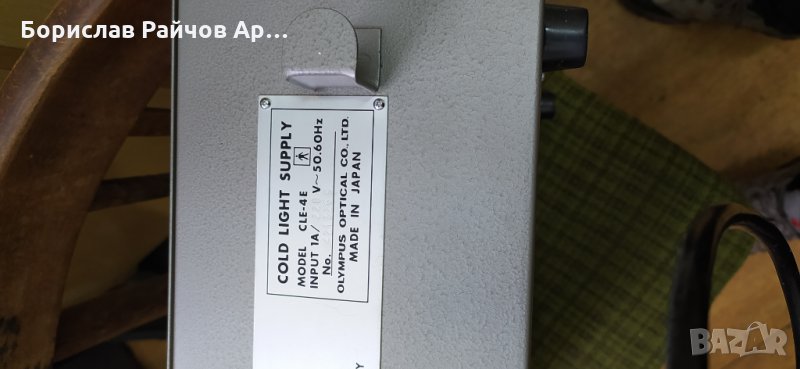 Борислав Райчов Ар...
COLD LIGHT SUPPLY
MODEL CLE-4E
INPUT 1A/ V~50.60Hz
No.
OLYMPUS OPTICAL CO., LTD.
MADE IN JAPAN
BAZAR